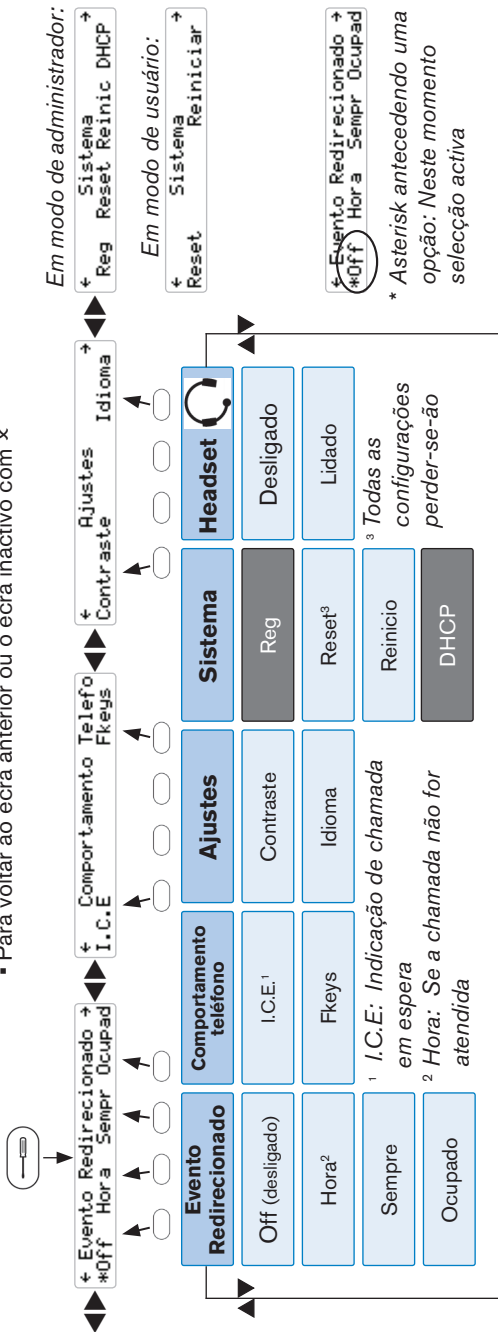 ▪ Para voltar ao ecrã anterior ou o ecrã inactivo com x
← Evento Redirecionado →
*Off Hora Sempr Ocupad
← Comportamento Telefo
I.C.E Fkeys
← Ajustes →
Contraste Idioma
Em modo de administrador:
← Sistema →
Reg Reset Reinic DHCP
Em modo de usuário:
← Sistema →
Reset Reiniciar
Evento
Redirecionado
Off (desligado)
Hora²
Sempre
Ocupado
Comportamento
teléfono
I.C.E.¹
Fkeys
Ajustes
Contraste
Idioma
Sistema
Reg
Reset³
Reinicio
DHCP
Headset
Desligado
Lidado
¹ I.C.E: Indicação de chamada
em espera
² Hora: Se a chamada não for
atendida
³ Todas as
configurações
perder-se-ão
← Evento Redirecionado →
*Off Hora Sempr Ocupad
* Asterisk antecedendo uma
opção: Neste momento
selecção activa